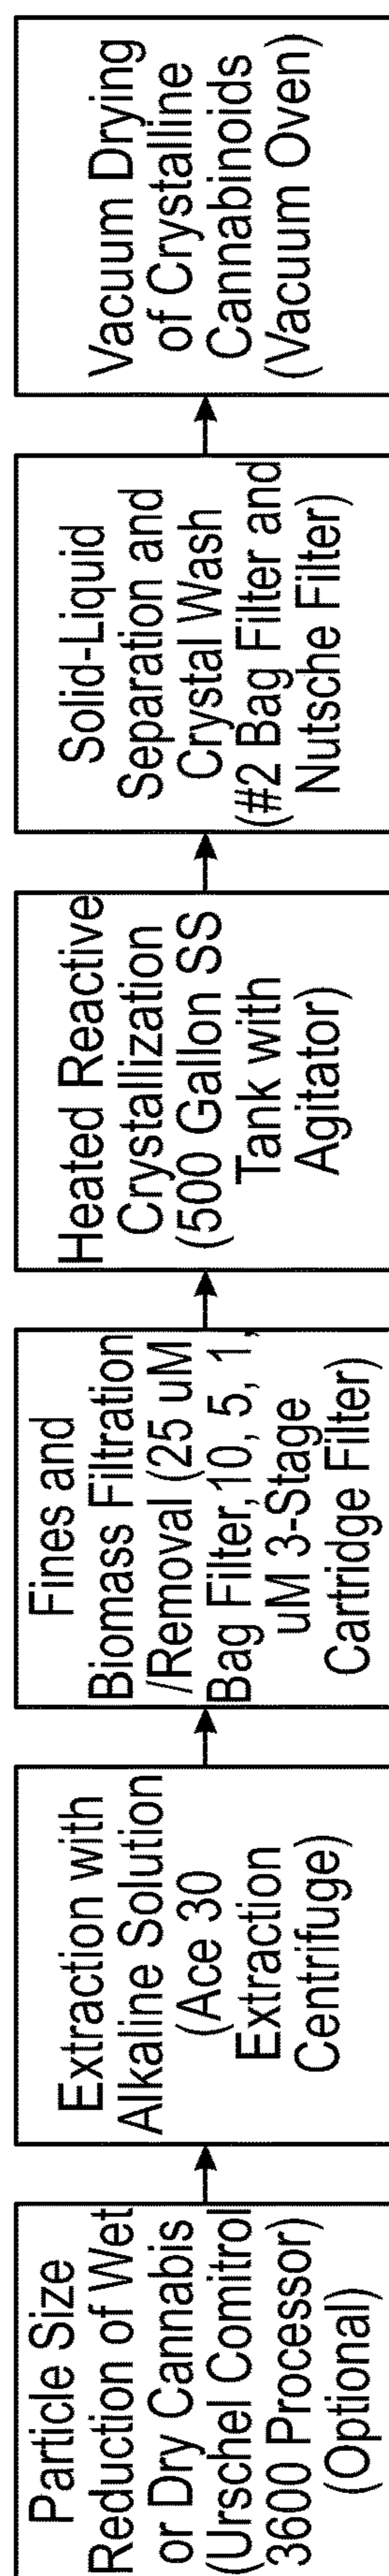 Particle Size
Reduction of Wet
or Dry Cannabis
(Urschel Comitrol
3600 Processor)
(Optional)
Extraction with
Alkaline Solution
(Ace 30
Extraction
Centrifuge)
Fines and
Biomass Filtration
/Removal (25 uM
Bag Filter, 10, 5, 1,
uM 3-Stage
Cartridge Filter)
Heated Reactive
Crystallization
(500 Gallon SS
Tank with
Agitator)
Solid-Liquid
Separation and
Crystal Wash
(#2 Bag Filter and
Nutsche Filter)
Vacuum Drying
of Crystalline
Cannabinoids
(Vacuum Oven)